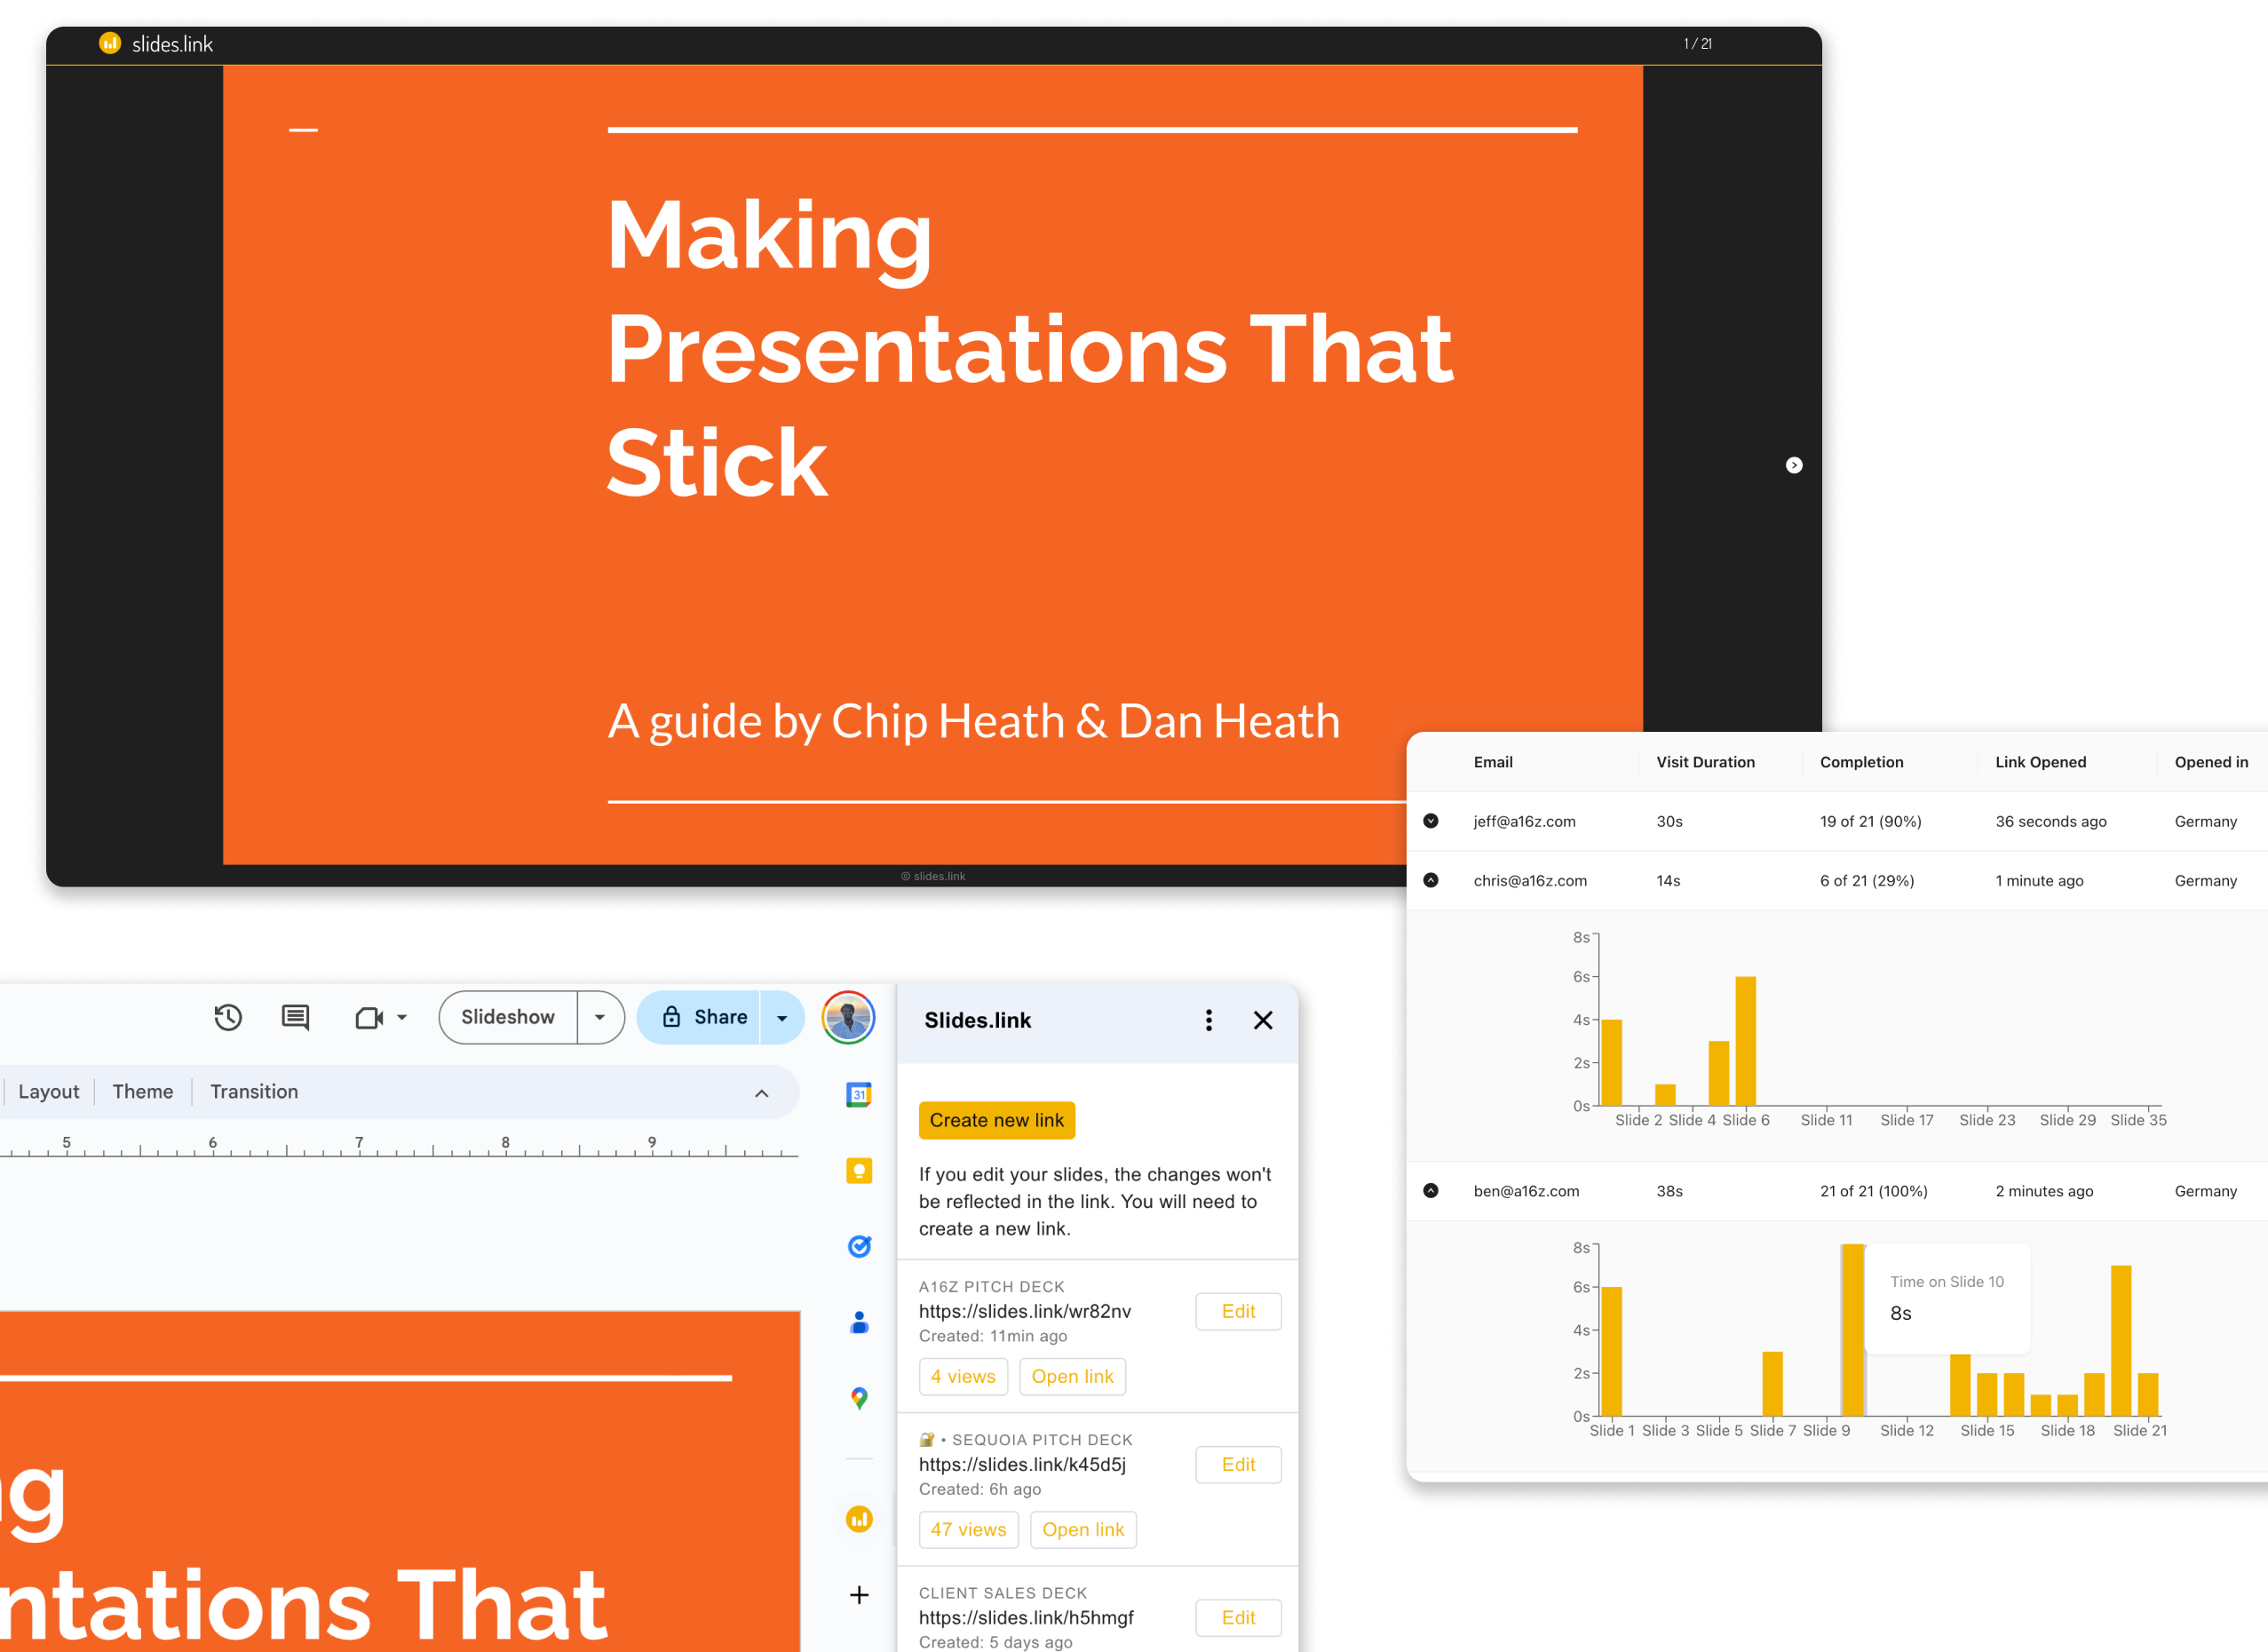 slides.link
1 / 21
Making
Presentations That
Stick
A guide by Chip Heath & Dan Heath
© slides.link
Email Visit Duration Completion Link Opened Opened in
jeff@a16z.com 30s 19 of 21 (90%) 36 seconds ago Germany
chris@a16z.com 14s 6 of 21 (29%) 1 minute ago Germany
8s
6s
4s
2s
0s
Slide 2 Slide 4 Slide 6 Slide 11 Slide 17 Slide 23 Slide 29 Slide 35
ben@a16z.com 38s 21 of 21 (100%) 2 minutes ago Germany
8s
6s
4s
2s
0s
Time on Slide 10
8s
Slide 1 Slide 3 Slide 5 Slide 7 Slide 9 Slide 12 Slide 15 Slide 18 Slide 21
Slideshow Share
Layout Theme Transition
5 6 7 8 9
31
ng
ntations That
Slides.link
Create new link
If you edit your slides, the changes won't
be reflected in the link. You will need to
create a new link.
A16Z PITCH DECK
https://slides.link/wr82nv
Edit
Created: 11min ago
4 views Open link
• SEQUOIA PITCH DECK
https://slides.link/k45d5j
Edit
Created: 6h ago
47 views Open link
CLIENT SALES DECK
https://slides.link/h5hmgf
Edit
Created: 5 days ago